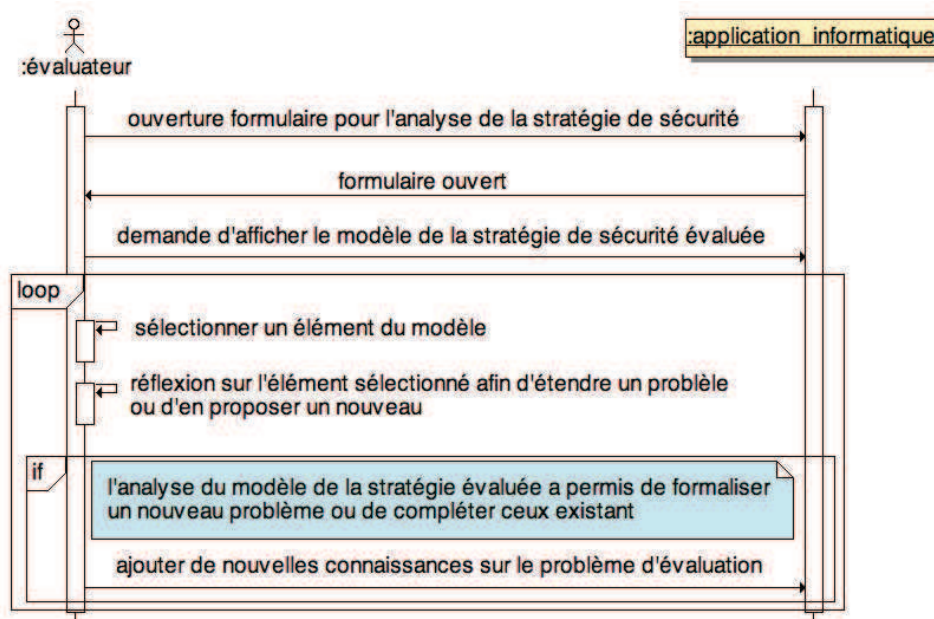 :évaluateur
:application_informatique
ouverture formulaire pour l'analyse de la stratégie de sécurité
formulaire ouvert
demande d'afficher le modèle de la stratégie de sécurité évaluée
loop
sélectionner un élément du modèle
réflexion sur l'élément sélectionné afin d'étendre un problèle
ou d'en proposer un nouveau
if
l'analyse du modèle de la stratégie évaluée a permis de formaliser
un nouveau problème ou de compléter ceux existant
ajouter de nouvelles connaissances sur le problème d'évaluation